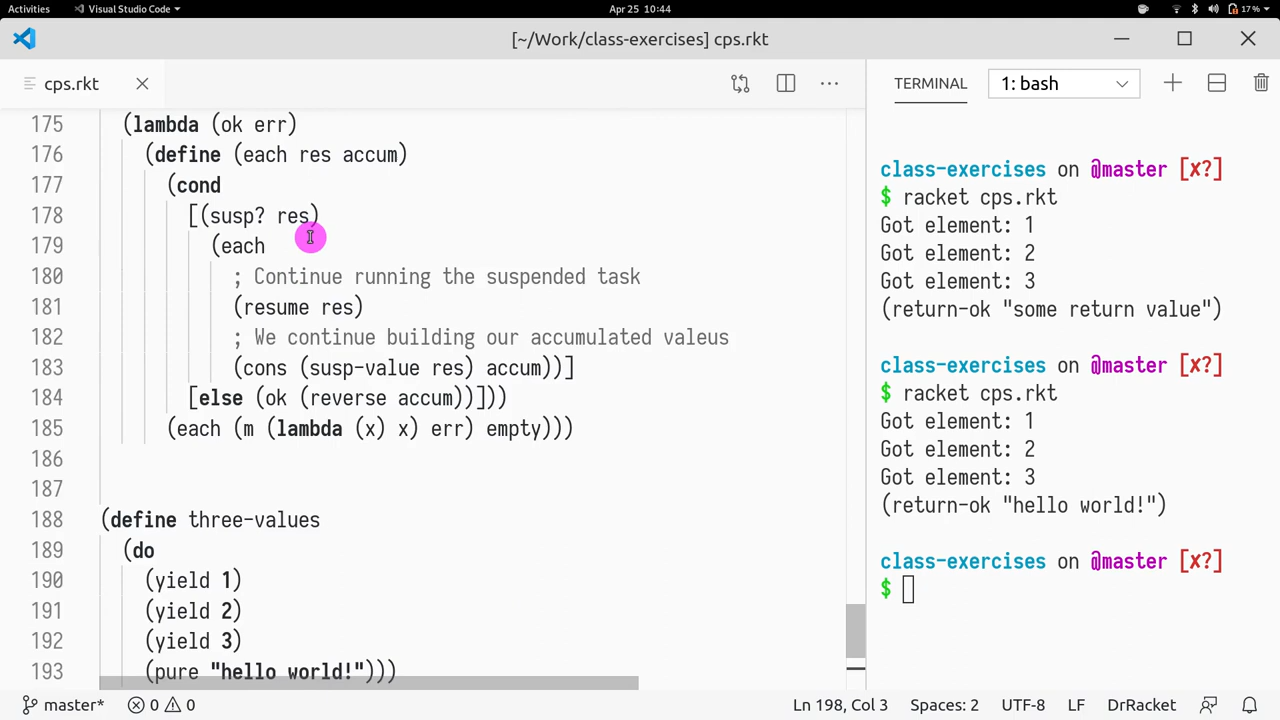 Activities
Visual Studio Code
Apr 25 10:44
17%
[~/Work/class-exercises] cps.rkt
cps.rkt
175 (lambda (ok err)
176 (define (each res accum)
177 (cond
178 [(susp? res)
179 (each
180 ; Continue running the suspended task
181 (resume res)
182 ; We continue building our accumulated valeus
183 (cons (susp-value res) accum))]
184 [else (ok (reverse accum))]))
185 (each (m (lambda (x) x) err) empty)))
186
187
188 (define three-values
189 (do
190 (yield 1)
191 (yield 2)
192 (yield 3)
193 (pure "hello world!")))
TERMINAL
1: bash
class-exercises on @master [✗?]
$ racket cps.rkt
Got element: 1
Got element: 2
Got element: 3
(return-ok "some return value")
class-exercises on @master [✗?]
$ racket cps.rkt
Got element: 1
Got element: 2
Got element: 3
(return-ok "hello world!")
class-exercises on @master [✗?]
$
master*
0
0
Ln 198, Col 3
Spaces: 2
UTF-8
LF
DrRacket